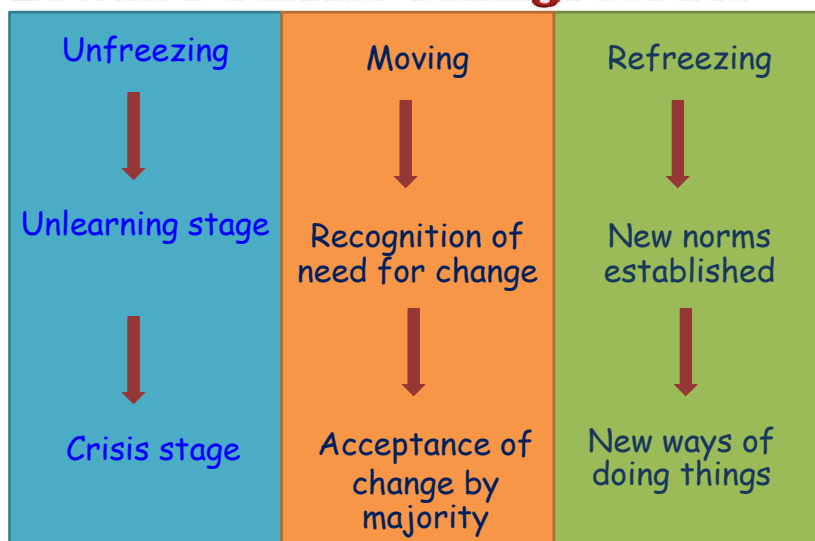 Unfreezing
Unlearning stage
Crisis stage
Moving
Recognition of
need for change
Acceptance of
change by
majority
Refreezing
New norms
established
New ways of
doing things